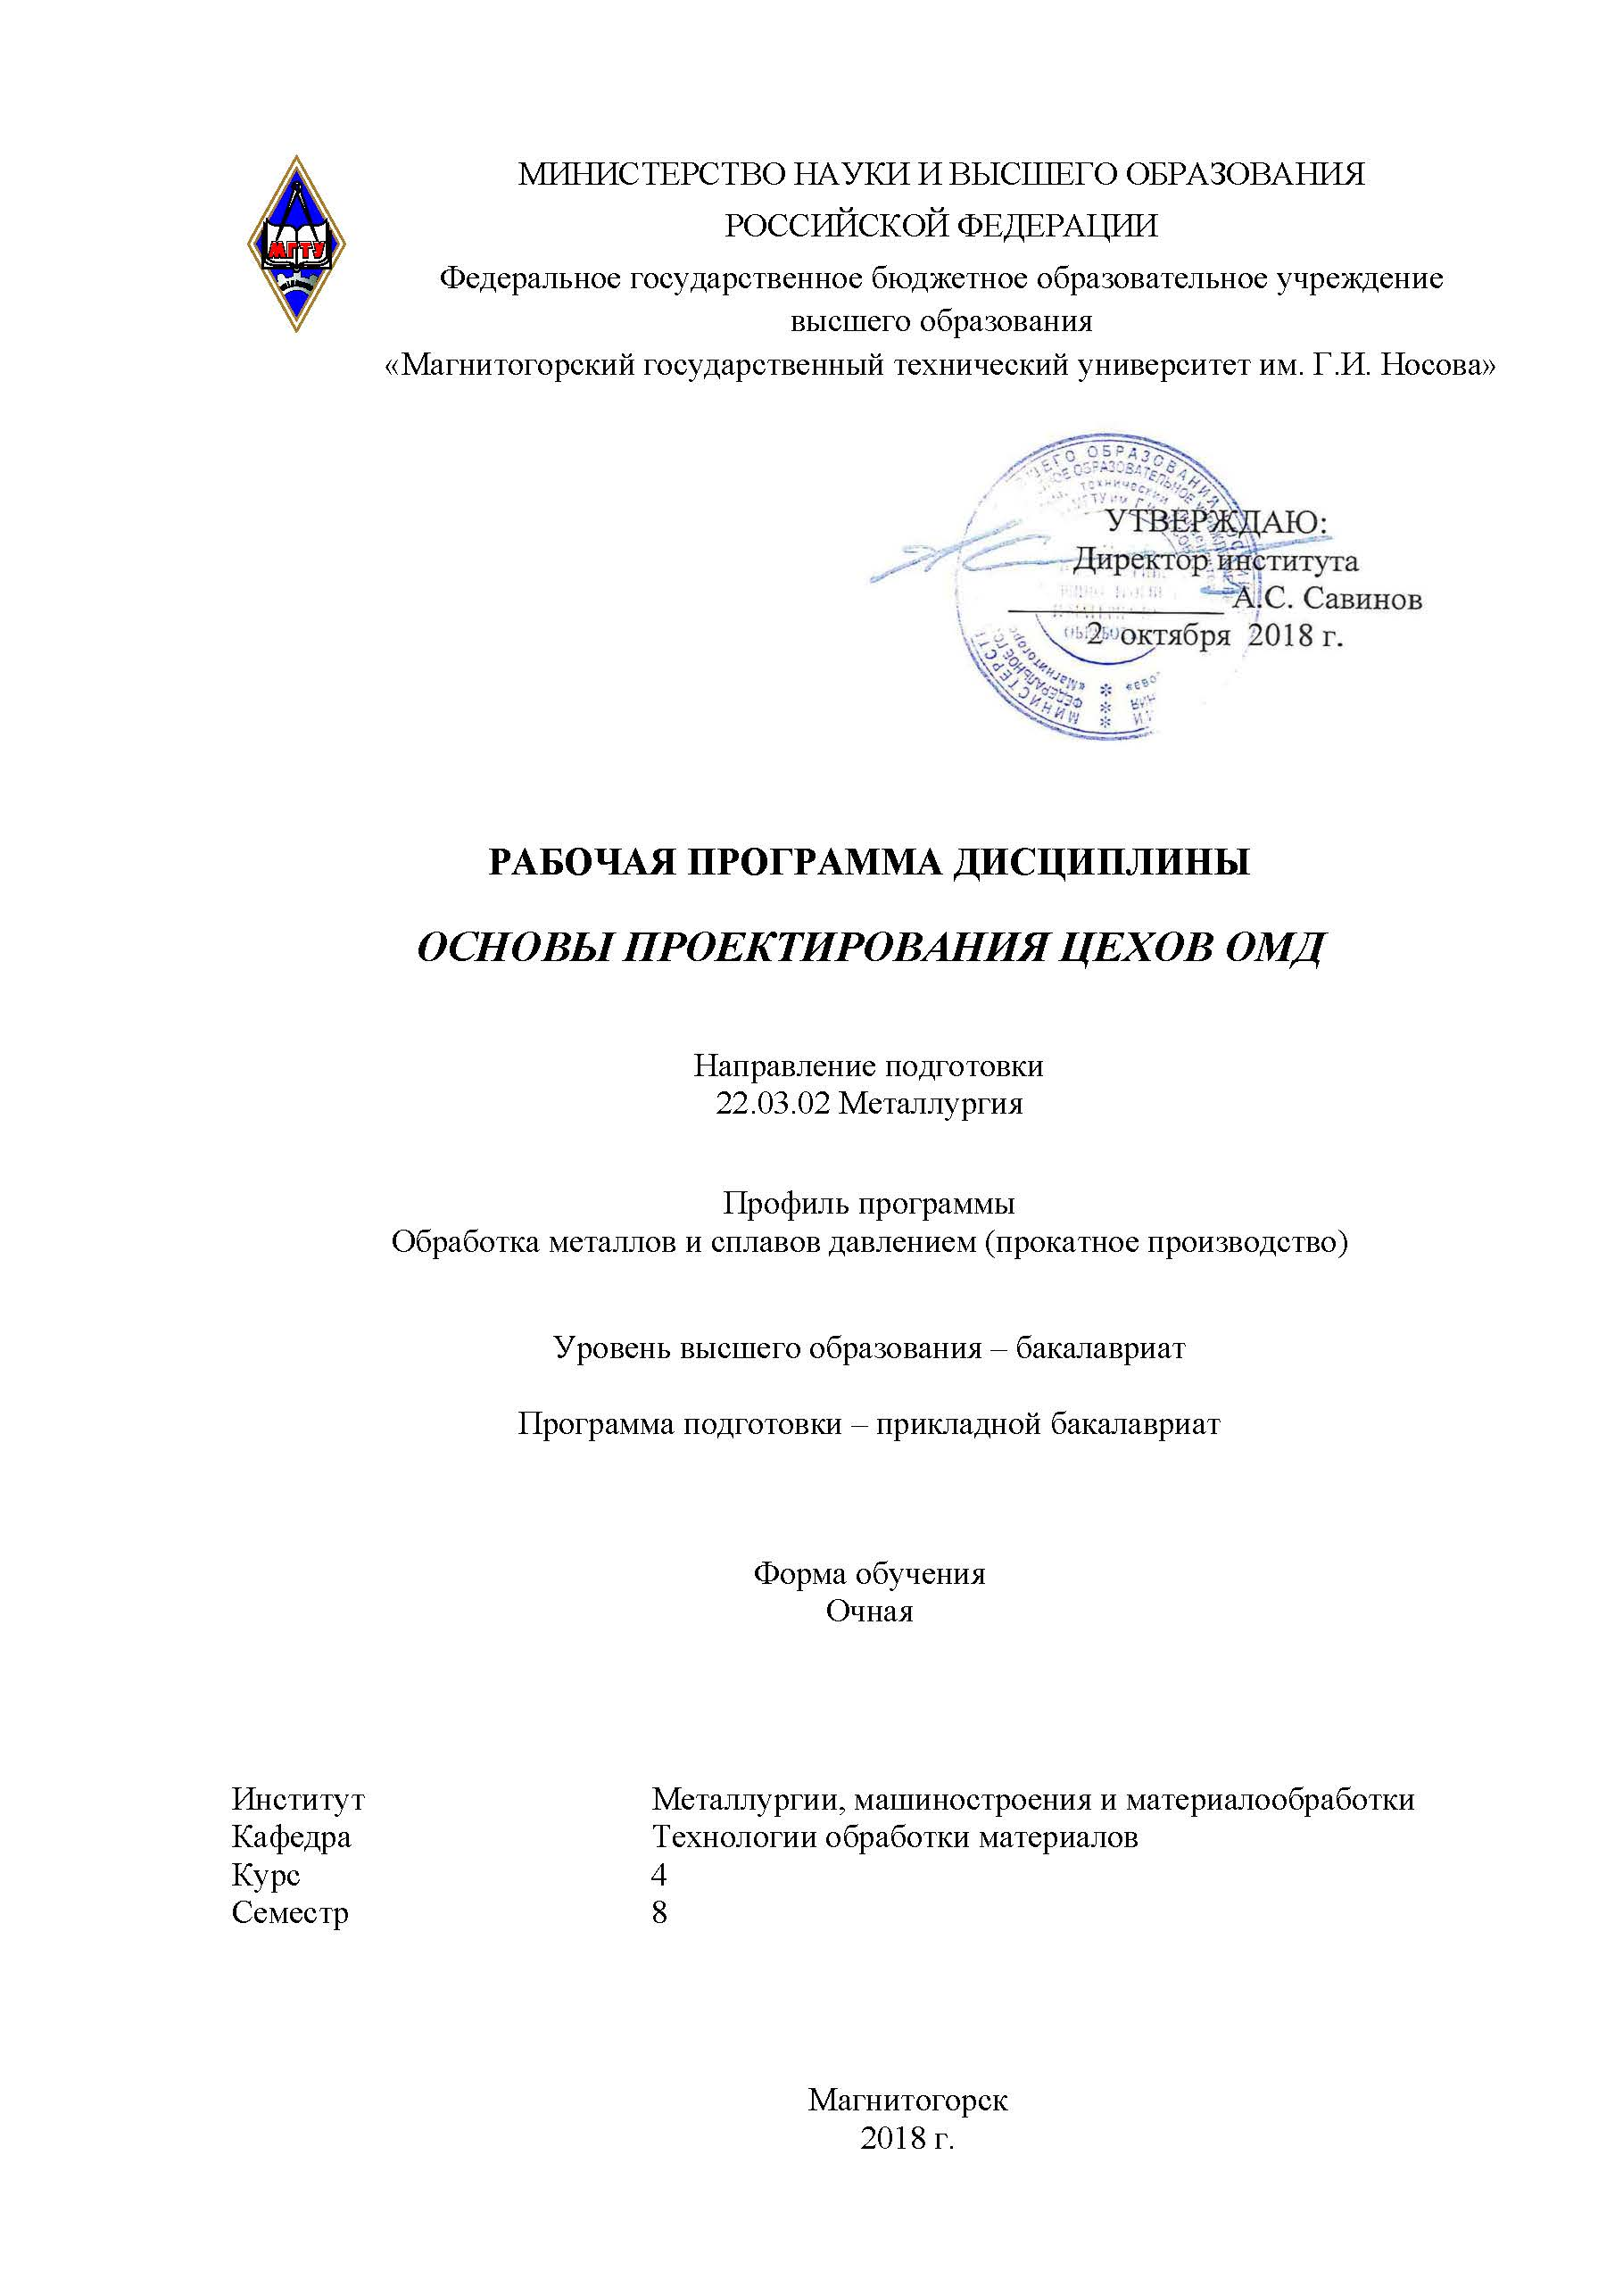 МГТУ
МИНИСТЕРСТВО НАУКИ И ВЫСШЕГО ОБРАЗОВАНИЯ
РОССИЙСКОЙ ФЕДЕРАЦИИ
Федеральное государственное бюджетное образовательное учреждение
высшего образования
«Магнитогорский государственный технический университет им. Г.И. Носова»
УТВЕРЖДАЮ:
Директор института
А.С. Савинов
2 октября 2018 г.
РАБОЧАЯ ПРОГРАММА ДИСЦИПЛИНЫ
ОСНОВЫ ПРОЕКТИРОВАНИЯ ЦЕХОВ ОМД
Направление подготовки
22.03.02 Металлургия
Профиль программы
Обработка металлов и сплавов давлением (прокатное производство)
Уровень высшего образования – бакалавриат
Программа подготовки – прикладной бакалавриат
Форма обучения
Очная
Институт Металлургии, машиностроения и материалообработки
Кафедра Технологии обработки материалов
Курс 4
Семестр 8
Магнитогорск
2018 г.